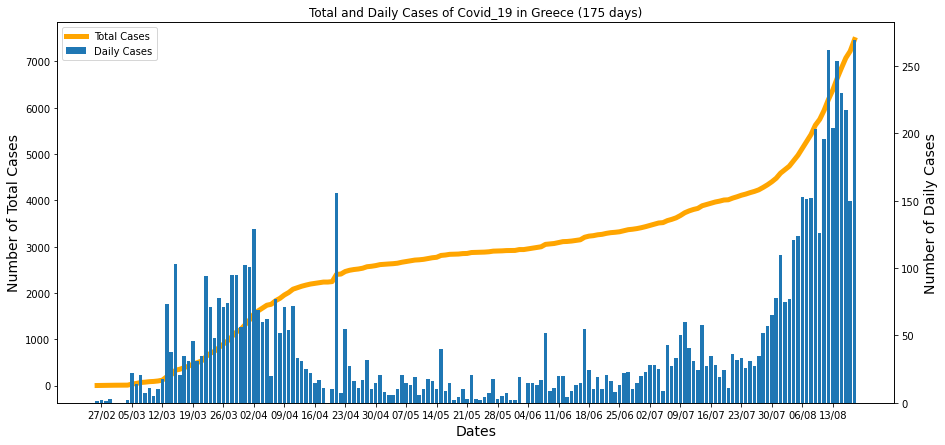 Total and Daily Cases of Covid_19 in Greece (175 days)
Total Cases
Daily Cases
Number of Total Cases
7000
6000
5000
4000
3000
2000
1000
0
Number of Daily Cases
250
200
150
100
50
0
27/02 05/03 12/03 19/03 26/03 02/04 09/04 16/04 23/04 30/04 07/05 14/05 21/05 28/05 04/06 11/06 18/06 25/06 02/07 09/07 16/07 23/07 30/07 06/08 13/08
Dates